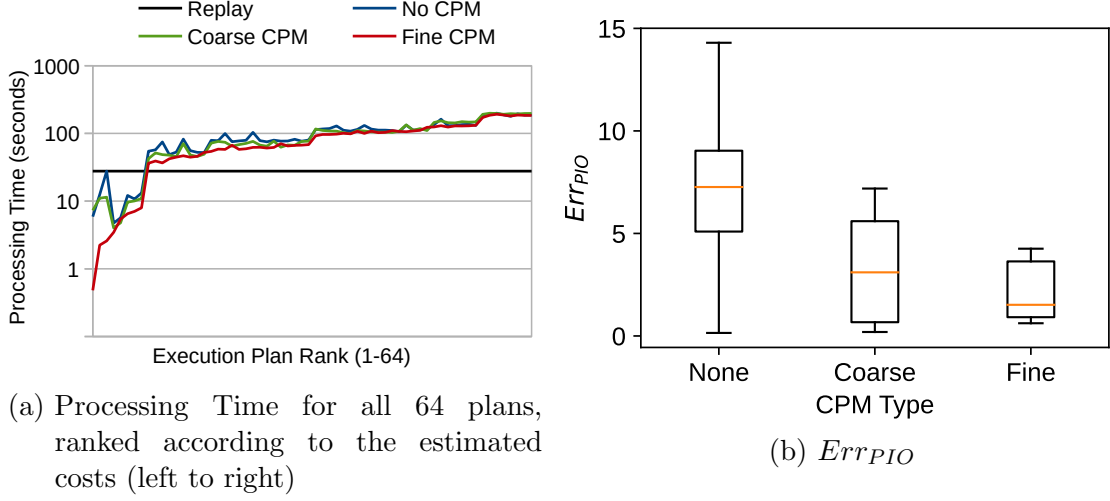 Replay
No CPM
Coarse CPM
Fine CPM
Processing Time (seconds)
1000
100
10
1
Execution Plan Rank (1-64)
(a) Processing Time for all 64 plans,
ranked according to the estimated
costs (left to right)
Err_PIO
15
10
5
0
None
Coarse
Fine
CPM Type
(b) Err_PIO